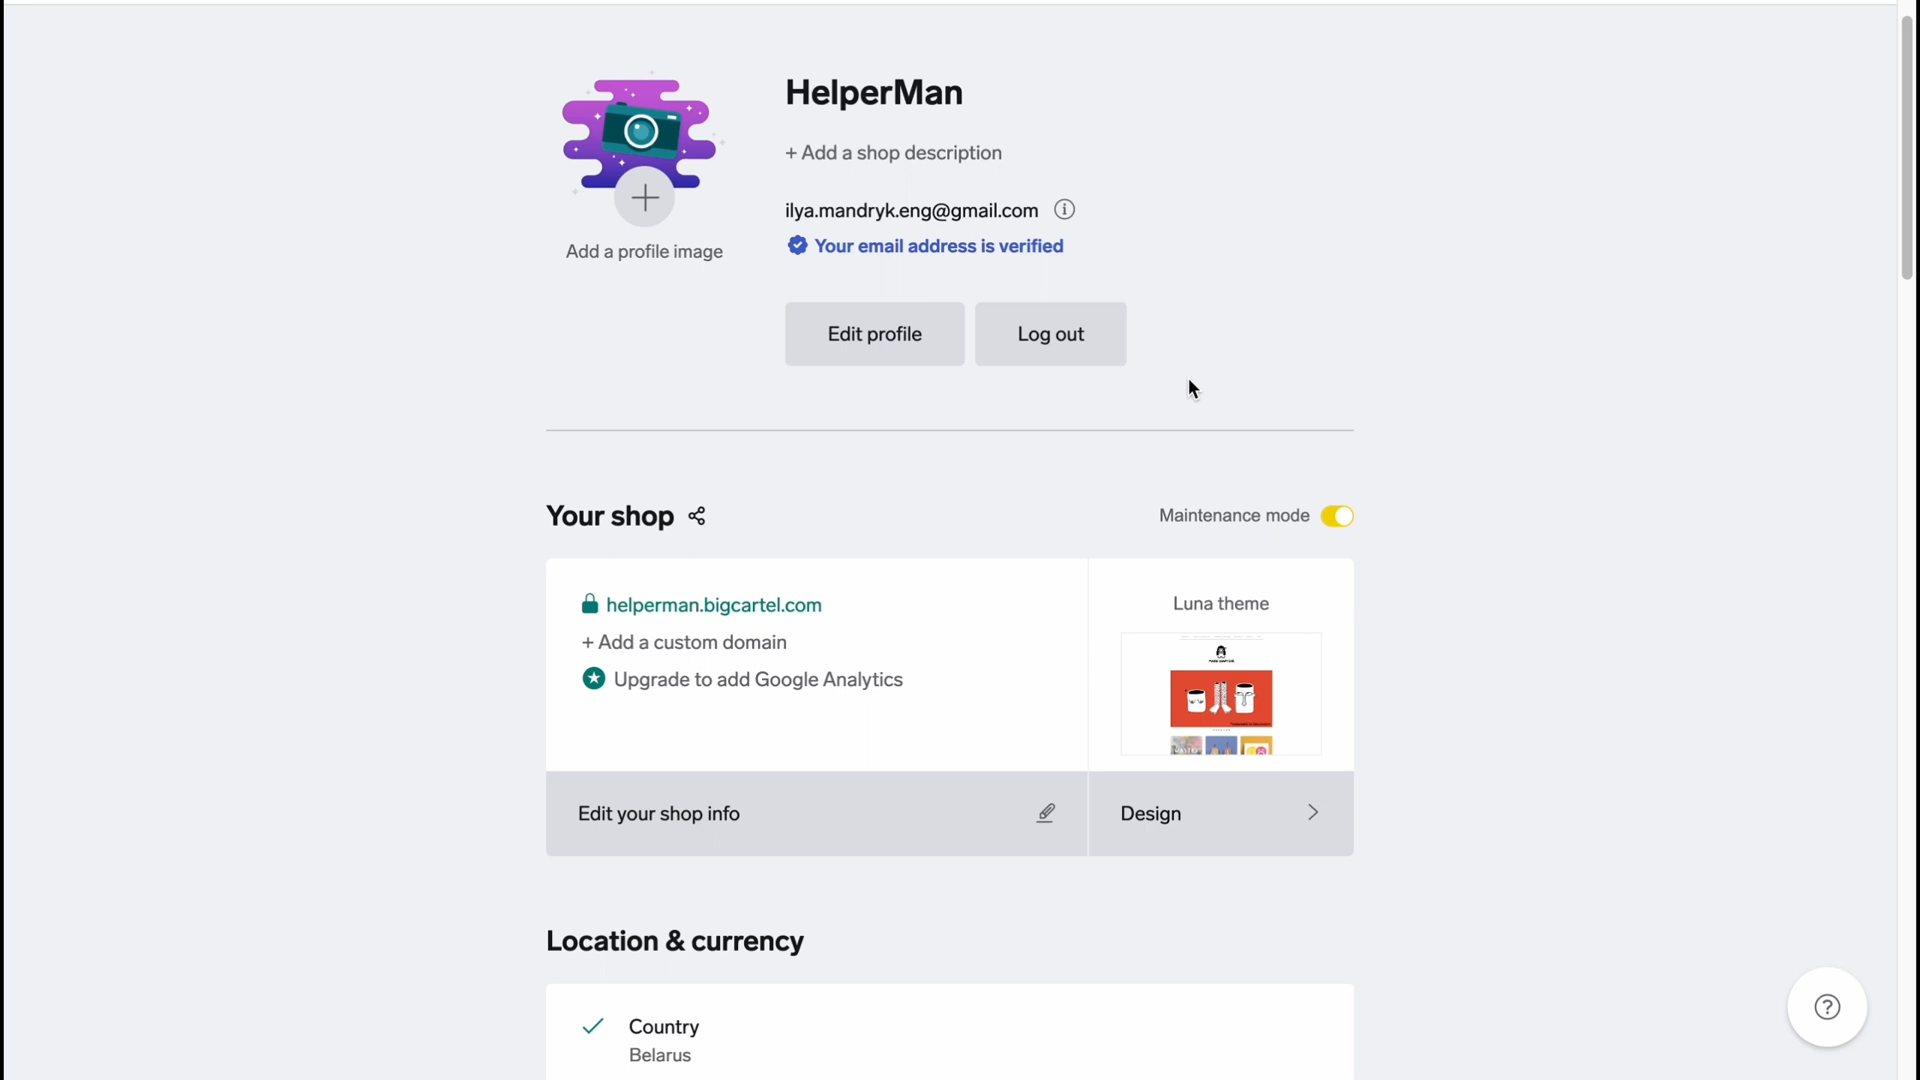 HelperMan
+ Add a shop description
ilya.mandryk.eng@gmail.com
Your email address is verified
Add a profile image
Edit profile
Log out
Your shop
Maintenance mode
helperman.bigcartel.com
+ Add a custom domain
Upgrade to add Google Analytics
Luna theme
Edit your shop info
Design
Location & currency
Country
Belarus